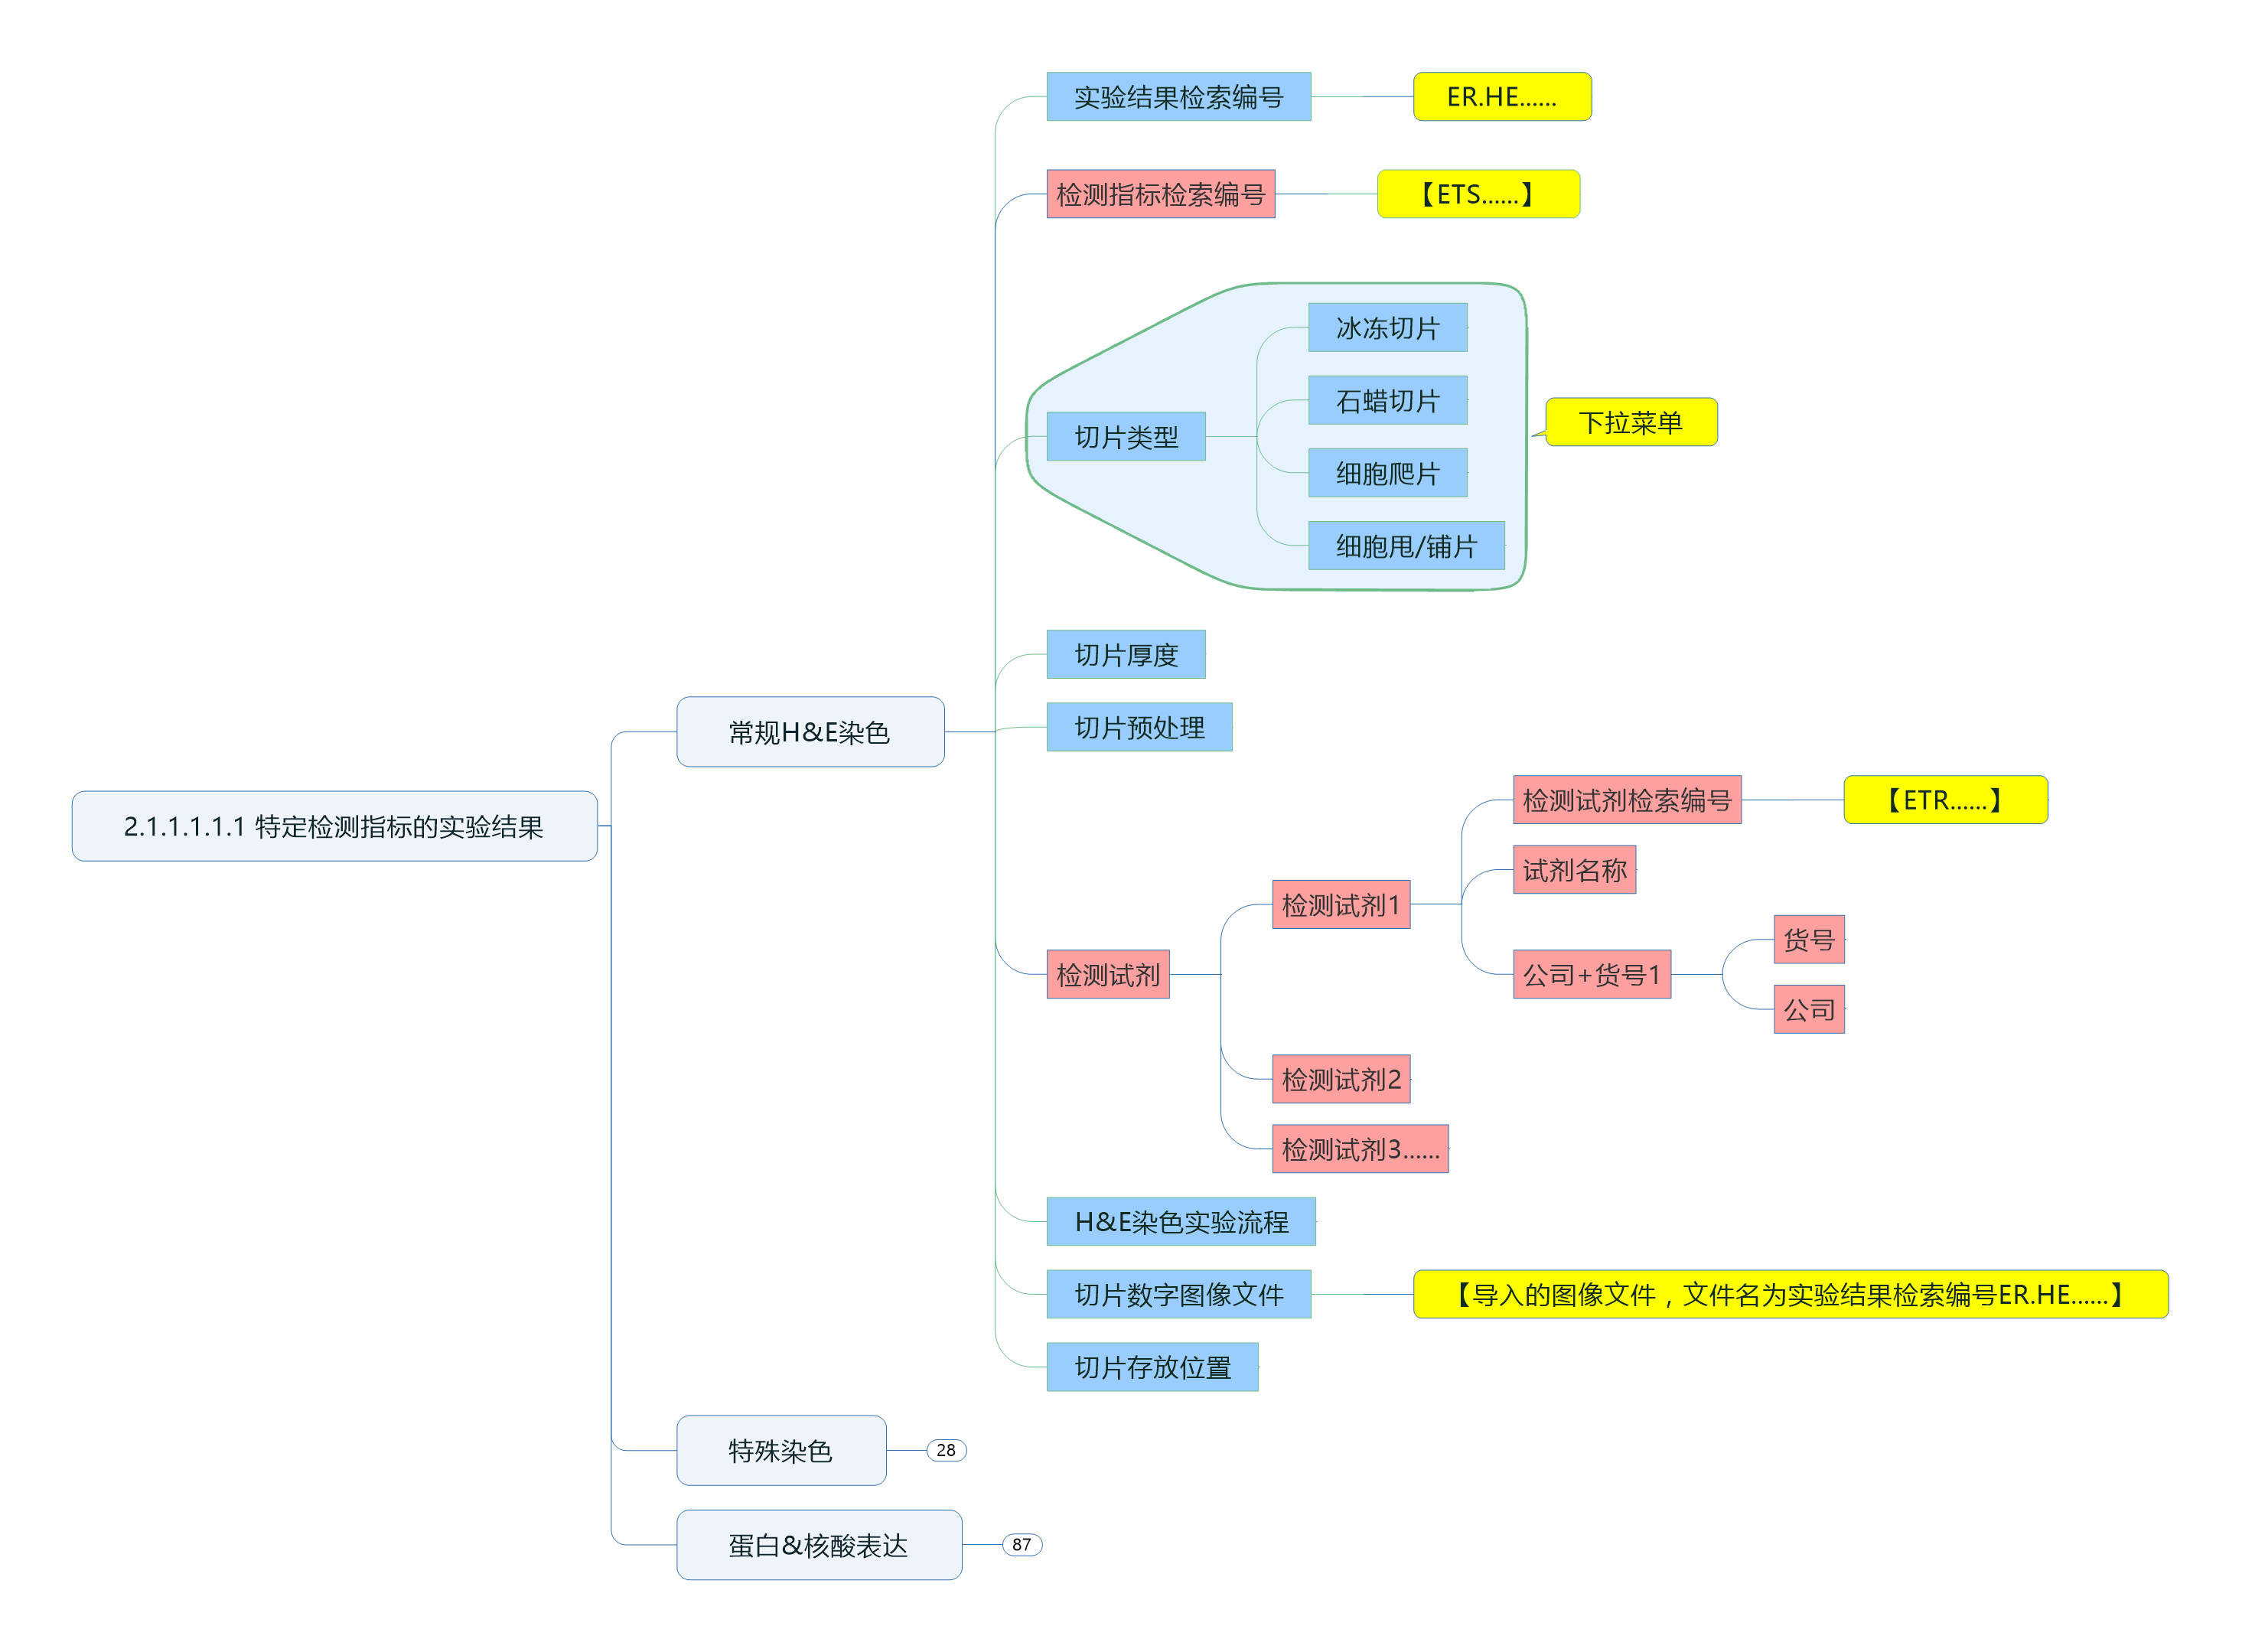 实验结果检索编号
ER.HE......
检测指标检索编号
【ETS......】
冰冻切片
石蜡切片
下拉菜单
切片类型
细胞爬片
细胞甩/铺片
切片厚度
常规H&E染色
切片预处理
检测试剂检索编号
【ETR......】
2.1.1.1.1.1 特定检测指标的实验结果
试剂名称
检测试剂1
货号
检测试剂
公司+货号1
公司
检测试剂2
检测试剂3......
H&E染色实验流程
切片数字图像文件
【导入的图像文件，文件名为实验结果检索编号ER.HE......】
切片存放位置
特殊染色
28
蛋白&核酸表达
87